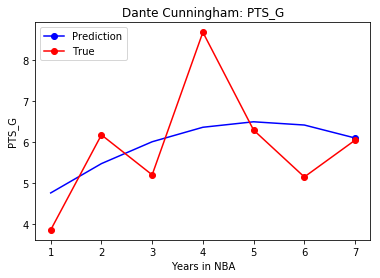 Dante Cunningham: PTS_G
Prediction
True
8
7
6
5
4
PTS_G
1 2 3 4 5 6 7
Years in NBA